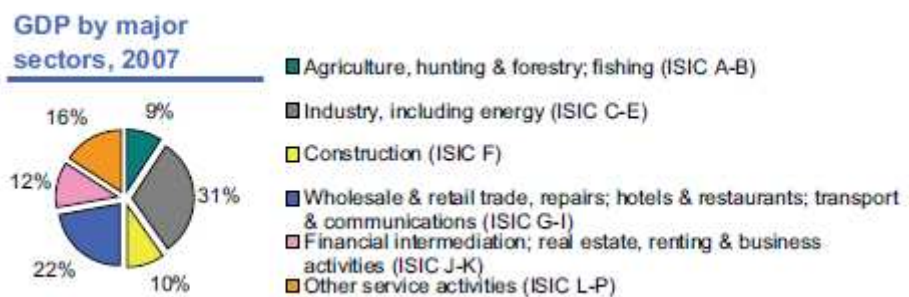 GDP by major
sectors, 2007
Agriculture, hunting & forestry; fishing (ISIC A-B)
Industry, including energy (ISIC C-E)
Construction (ISIC F)
Wholesale & retail trade, repairs; hotels & restaurants; transport
& communications (ISIC G-I)
Financial intermediation; real estate, renting & business
activities (ISIC J-K)
Other service activities (ISIC L-P)
9%
31%
10%
22%
12%
16%